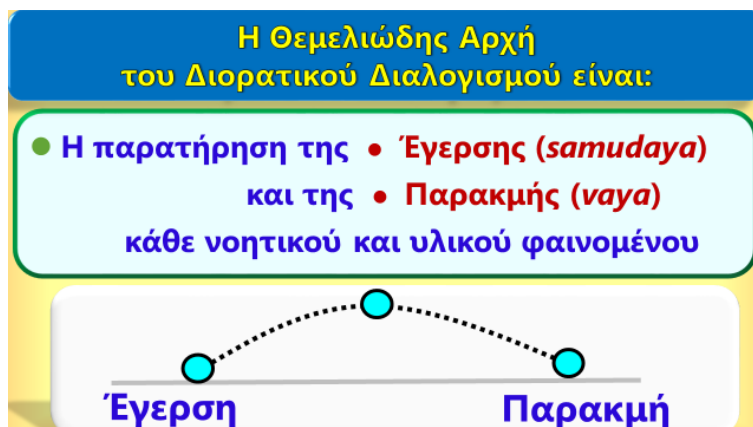 Η Θεμελιώδης Αρχή
του Διορατικού Διαλογισμού είναι:
● Η παρατήρηση της ● Έγερσης (samudaya)
και της ● Παρακμής (vaya)
κάθε νοητικού και υλικού φαινομένου
Έγερση Παρακμή